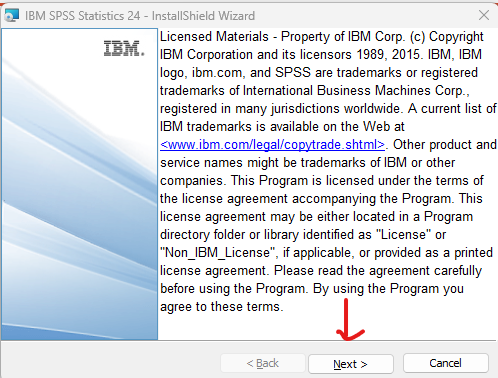 IBM SPSS Statistics 24 - InstallShield Wizard
IBM.
Licensed Materials - Property of IBM Corp. (c) Copyright
IBM Corporation and its licensors 1989, 2015. IBM, IBM
logo, ibm.com, and SPSS are trademarks or registered
trademarks of International Business Machines Corp.,
registered in many jurisdictions worldwide. A current list of
IBM trademarks is available on the Web at
<www.ibm.com/legal/copytrade.shtml>. Other product and
service names might be trademarks of IBM or other
companies. This Program is licensed under the terms of
the license agreement accompanying the Program. This
license agreement may be either located in a Program
directory folder or library identified as "License" or
"Non_IBM_License", if applicable, or provided as a printed
license agreement. Please read the agreement carefully
before using the Program. By using the Program you
agree to these terms.
< Back
Next >
Cancel